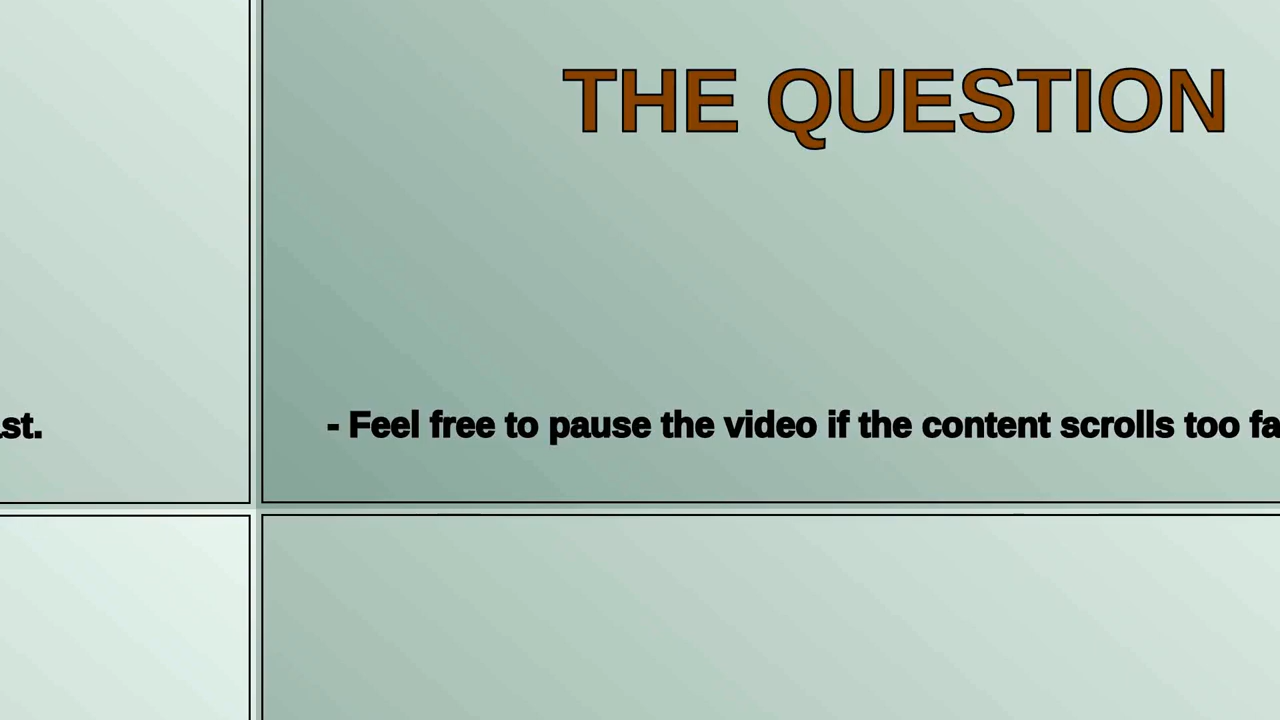 THE QUESTION
st.
- Feel free to pause the video if the content scrolls too fa